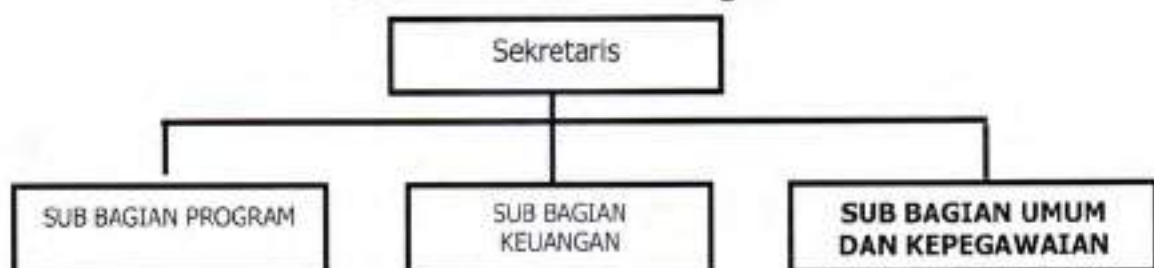 Sekretaris
SUB BAGIAN PROGRAM
SUB BAGIAN
KEUANGAN
SUB BAGIAN UMUM
DAN KEPEGAWAIAN